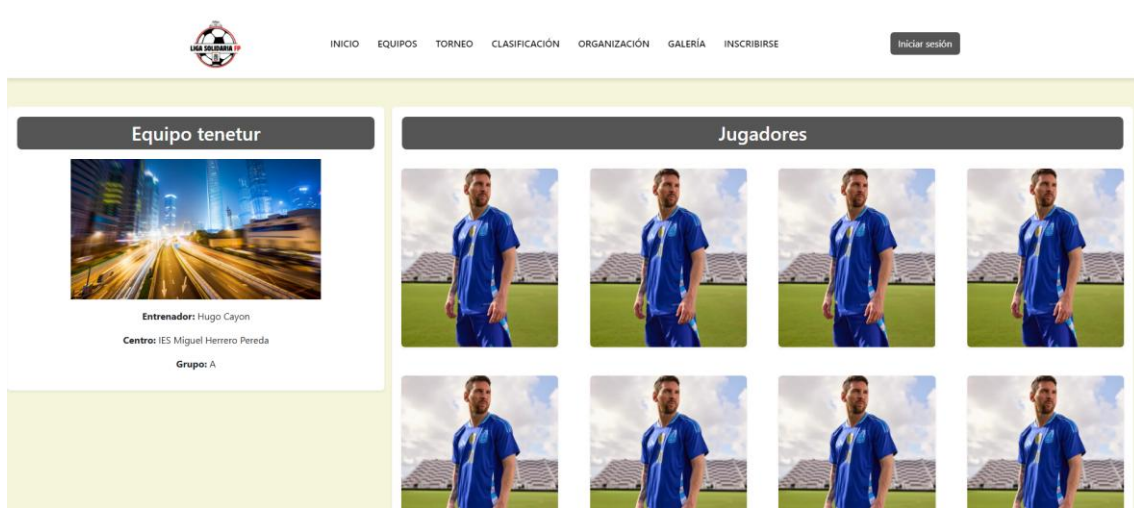 LIGA SOLIDARIA FP
INICIO EQUIPOS TORNEO CLASIFICACIÓN ORGANIZACIÓN GALERÍA INSCRIBIRSE
Iniciar sesión
Equipo tenetur
Entrenador: Hugo Cayon
Centro: IES Miguel Herrero Pereda
Grupo: A
Jugadores